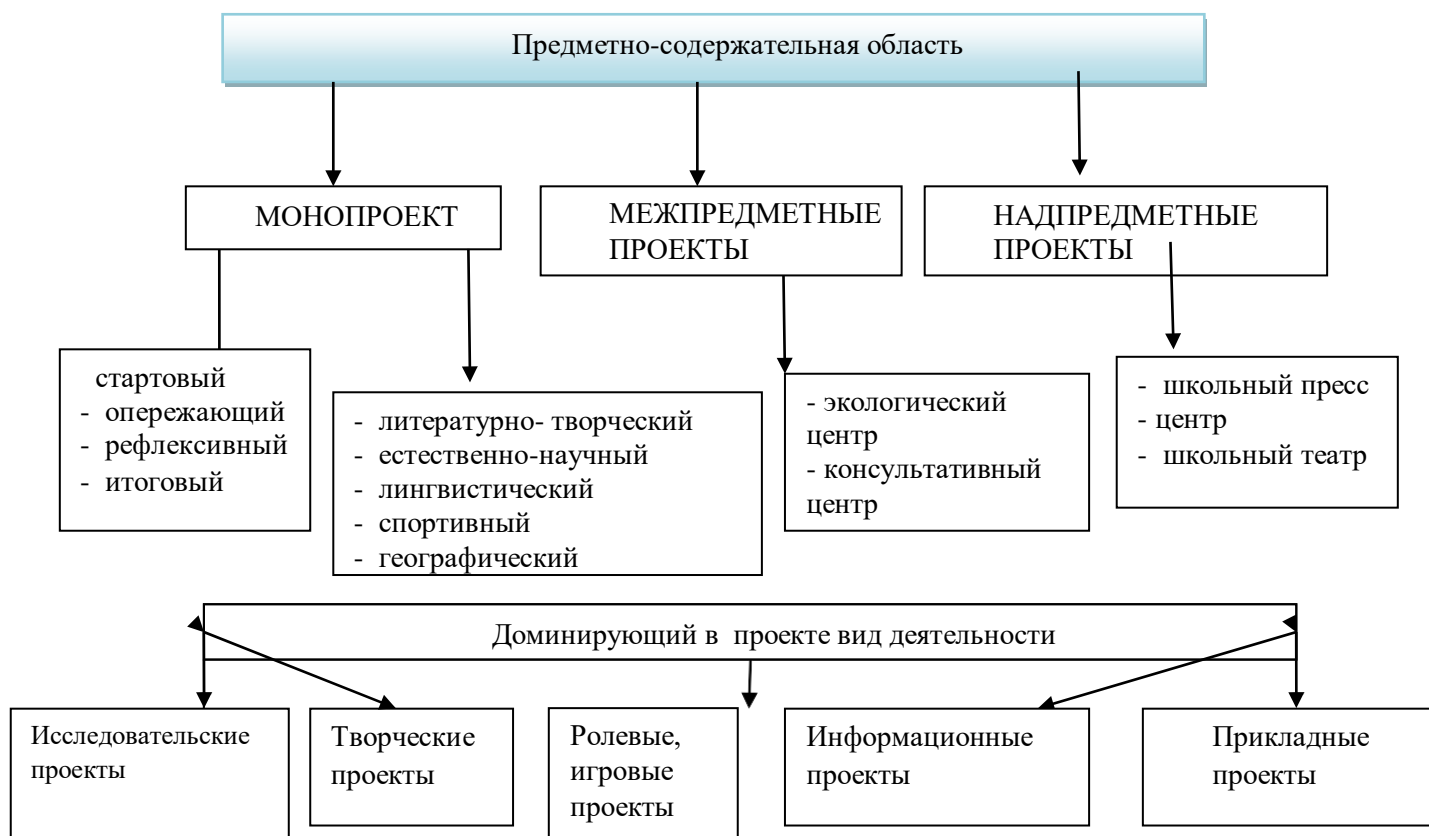 Предметно-содержательная область
МОНОПРОЕКТ
МЕЖПРЕДМЕТНЫЕ
ПРОЕКТЫ
НАДПРЕДМЕТНЫЕ
ПРОЕКТЫ
стартовый
- опережающий
- рефлексивный
- итоговый
- литературно- творческий
- естественно-научный
- лингвистический
- спортивный
- географический
- экологический
центр
- консультативный
центр
- школьный пресс
- центр
- школьный театр
Доминирующий в проекте вид деятельности
Исследовательские
проекты
Творческие
проекты
Ролевые,
игровые
проекты
Информационные
проекты
Прикладные
проекты